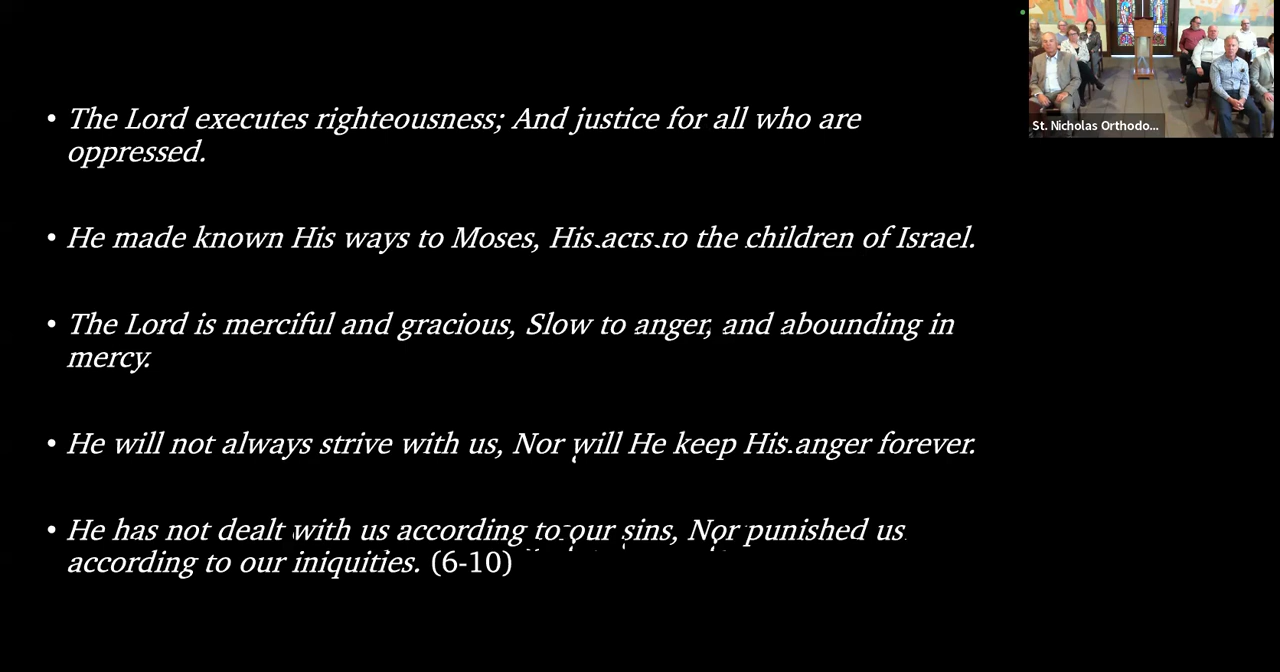 • The Lord executes righteousness; And justice for all who are
oppressed.
• He made known His ways to Moses, His acts to the children of Israel.
• The Lord is merciful and gracious, Slow to anger, and abounding in
mercy.
• He will not always strive with us, Nor will He keep His anger forever.
• He has not dealt with us according to our sins, Nor punished us
according to our iniquities. (6-10)
St. Nicholas Orthodo...